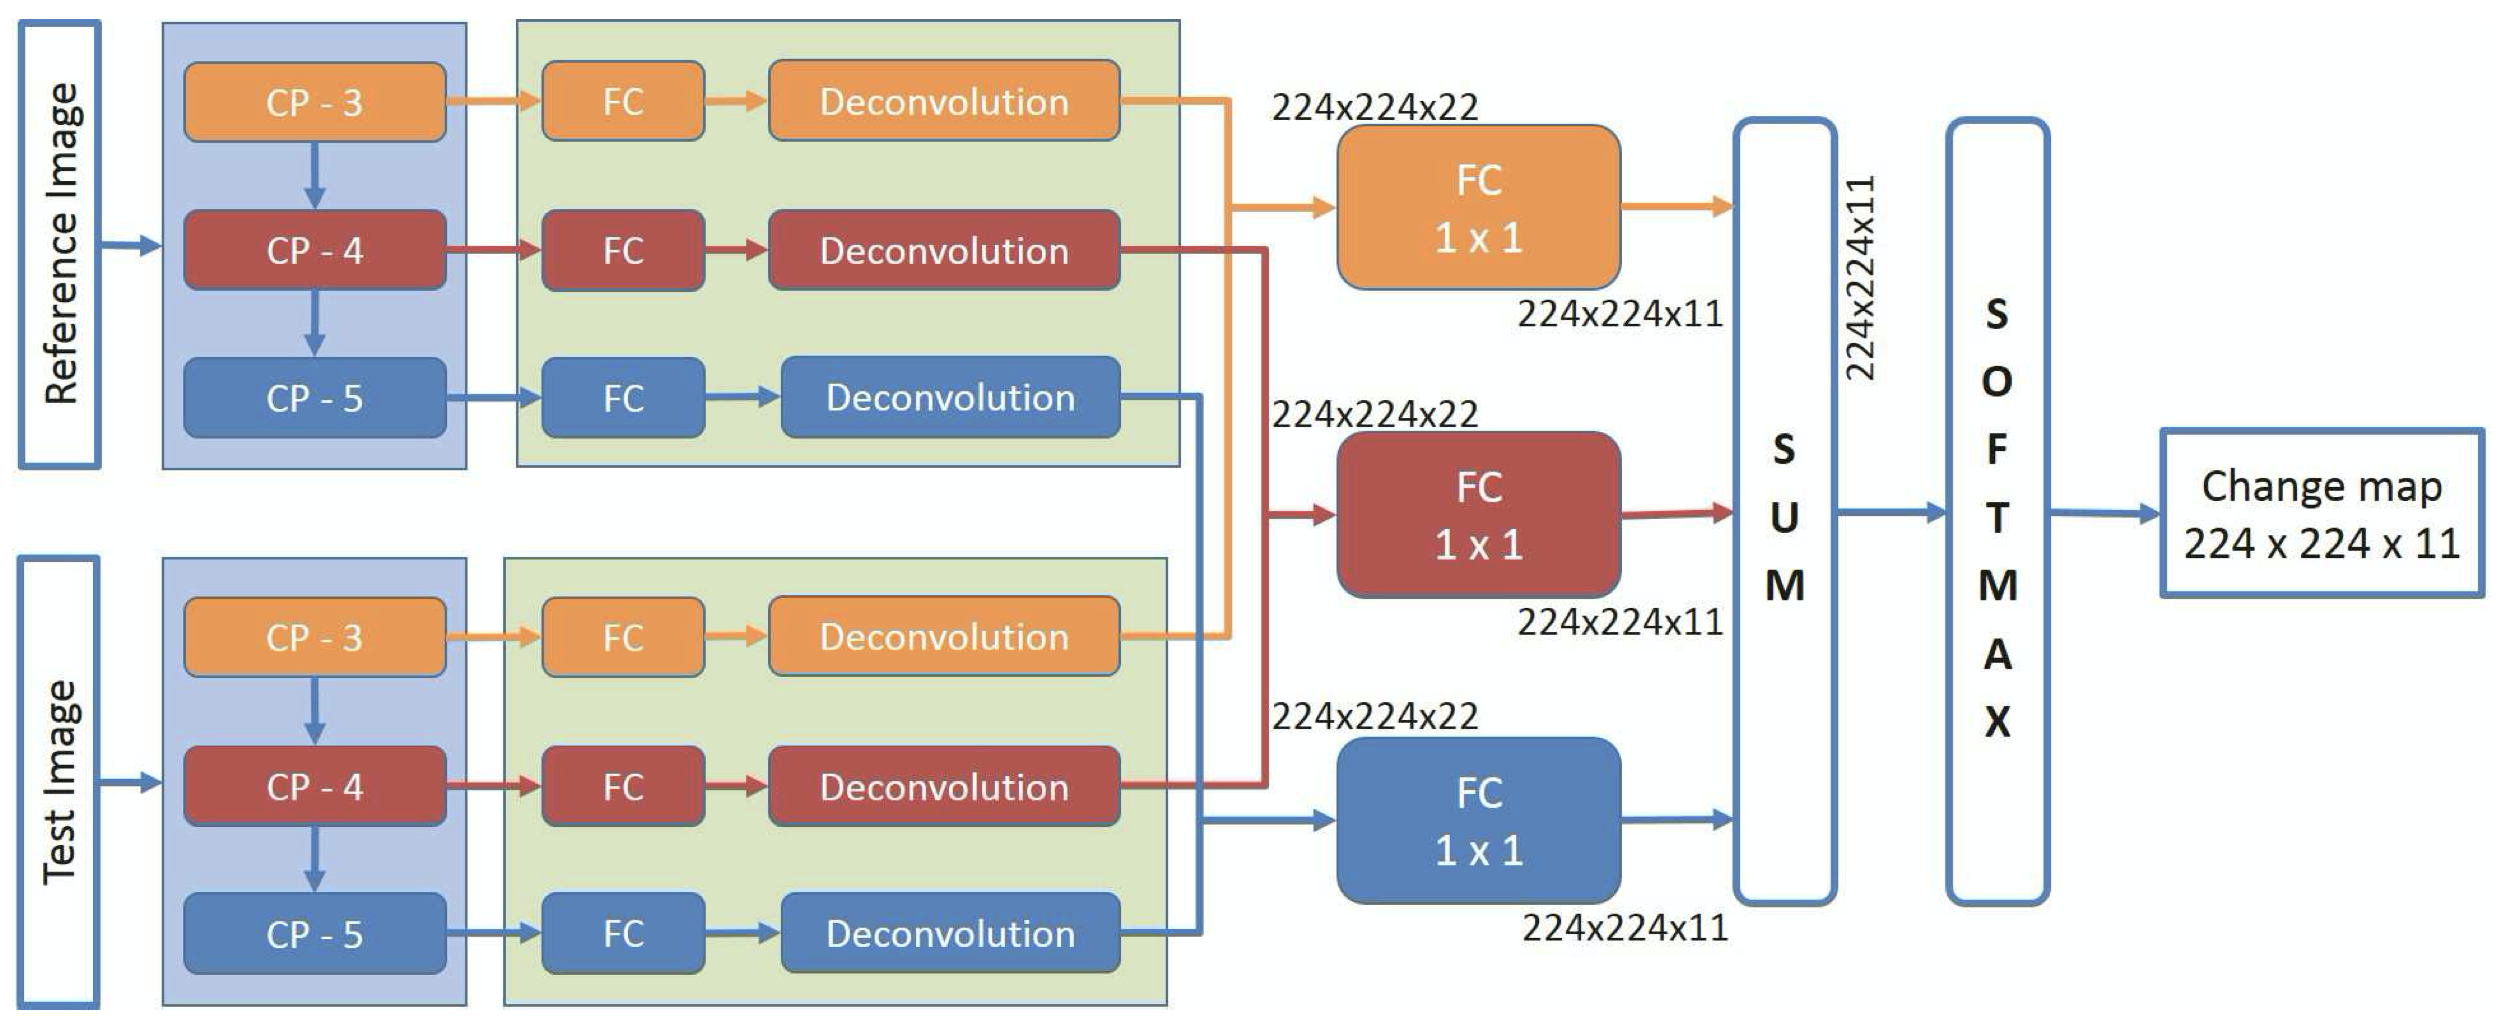 Reference Image
CP - 3
FC
Deconvolution
CP - 4
FC
Deconvolution
CP - 5
FC
Deconvolution
Test Image
CP - 3
FC
Deconvolution
CP - 4
FC
Deconvolution
CP - 5
FC
Deconvolution
224x224x22
FC
1 x 1
224x224x11
224x224x22
FC
1 x 1
224x224x11
224x224x22
FC
1 x 1
224x224x11
SUM
224x224x11
SOFTMAX
Change map
224 x 224 x 11